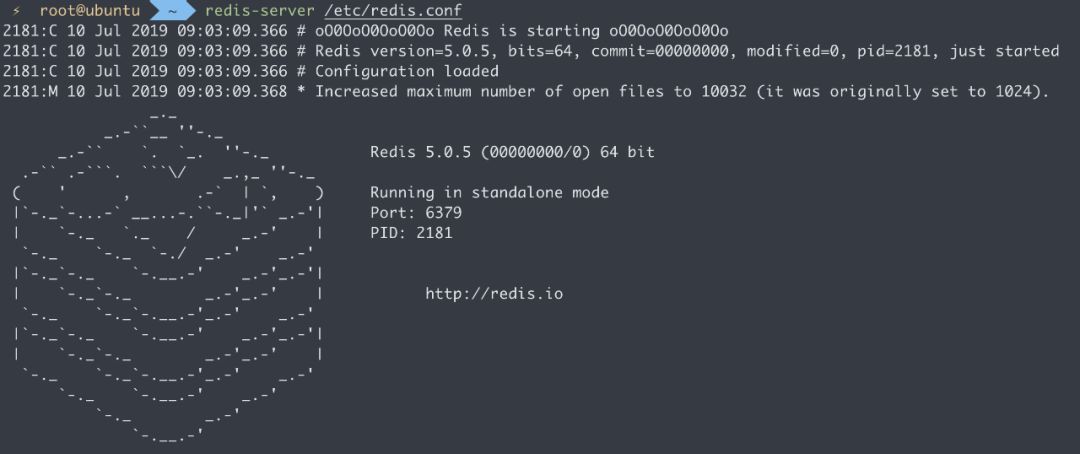 ⚡ root@ubuntu ~ redis-server /etc/redis.conf
2181:C 10 Jul 2019 09:03:09.366 # oO0OoO0OoO0Oo Redis is starting oO0OoO0OoO0Oo
2181:C 10 Jul 2019 09:03:09.366 # Redis version=5.0.5, bits=64, commit=00000000, modified=0, pid=2181, just started
2181:C 10 Jul 2019 09:03:09.366 # Configuration loaded
2181:M 10 Jul 2019 09:03:09.368 * Increased maximum number of open files to 10032 (it was originally set to 1024).
Redis 5.0.5 (00000000/0) 64 bit
Running in standalone mode
Port: 6379
PID: 2181
http://redis.io